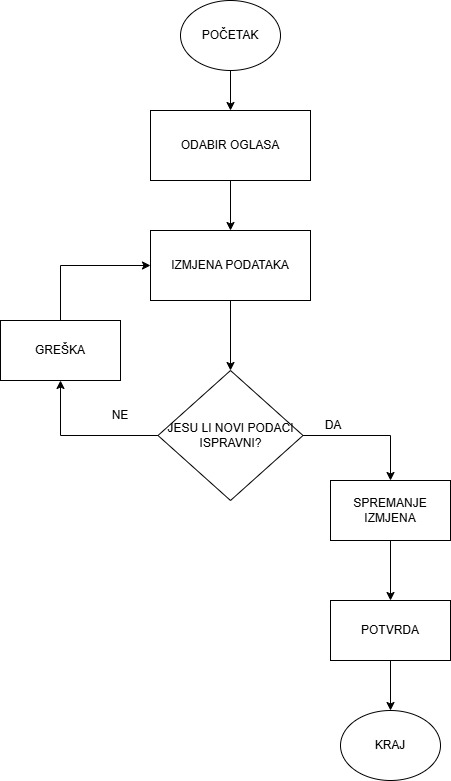 POČETAK
ODABIR OGLASA
IZMJENA PODATAKA
GREŠKA
NE
JESU LI NOVI PODACI
ISPRAVNI?
DA
SPREMANJE
IZMJENA
POTVRDA
KRAJ